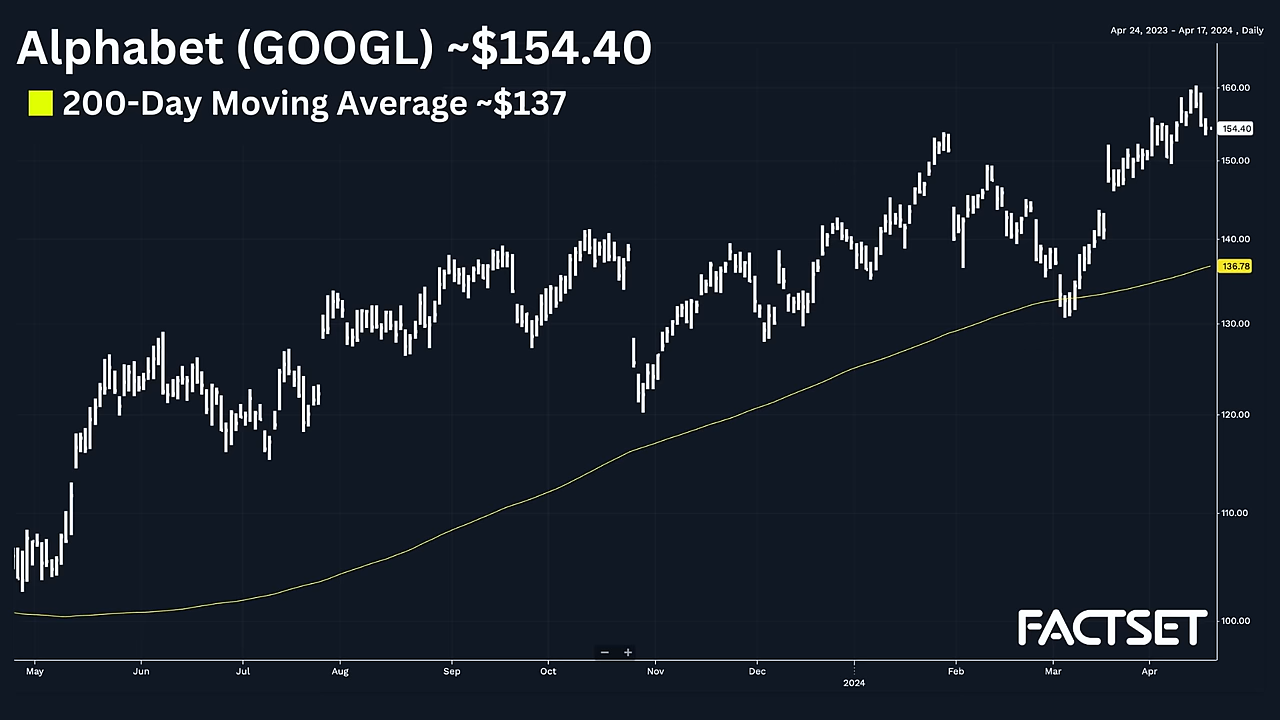 Alphabet (GOOGL) ~$154.40
200-Day Moving Average ~$137
Apr 24, 2023 - Apr 17, 2024 , Daily
160.00
154.40
150.00
140.00
136.78
130.00
120.00
110.00
100.00
FACTSET
− +
May Jun Jul Aug Sep Oct Nov Dec 2024 Feb Mar Apr